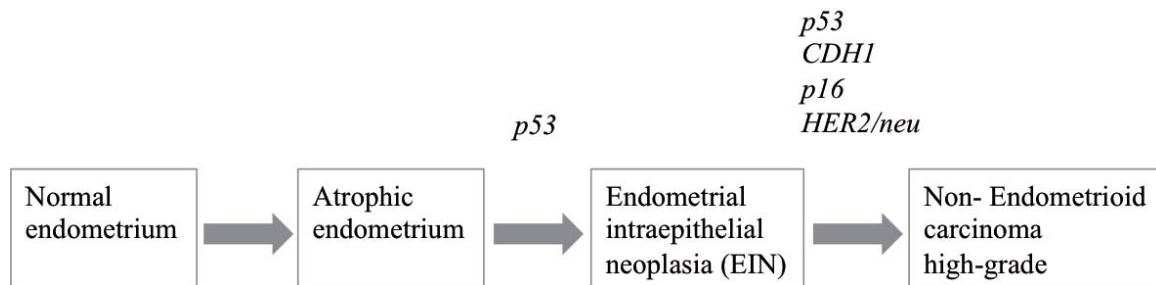 p53
CDH1
p16
HER2/neu
p53
Normal
endometrium
Atrophic
endometrium
Endometrial
intraepithelial
neoplasia (EIN)
Non- Endometrioid
carcinoma
high-grade